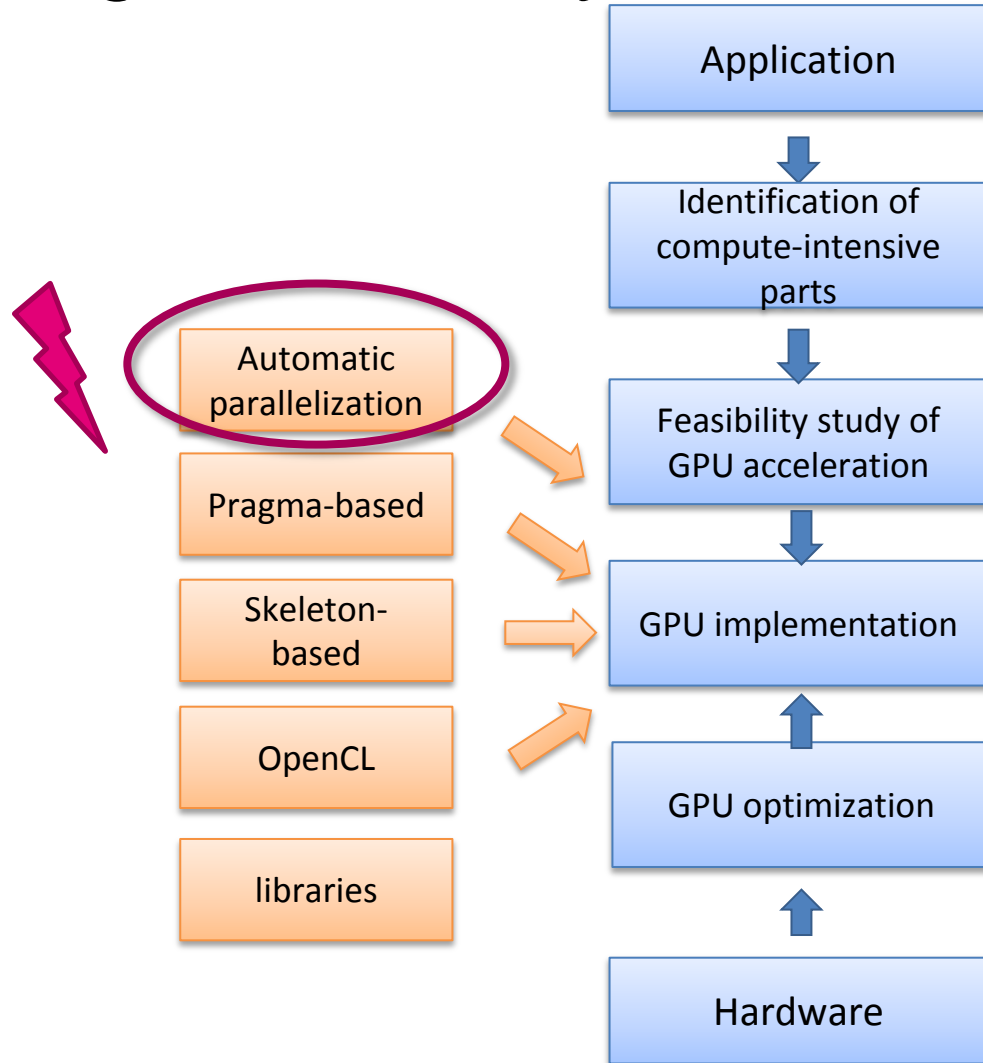 Application
Identification of
compute-intensive
parts
Automatic
parallelization
Feasibility study of
GPU acceleration
Pragma-based
Skeleton-
based
GPU implementation
OpenCL
GPU optimization
libraries
Hardware